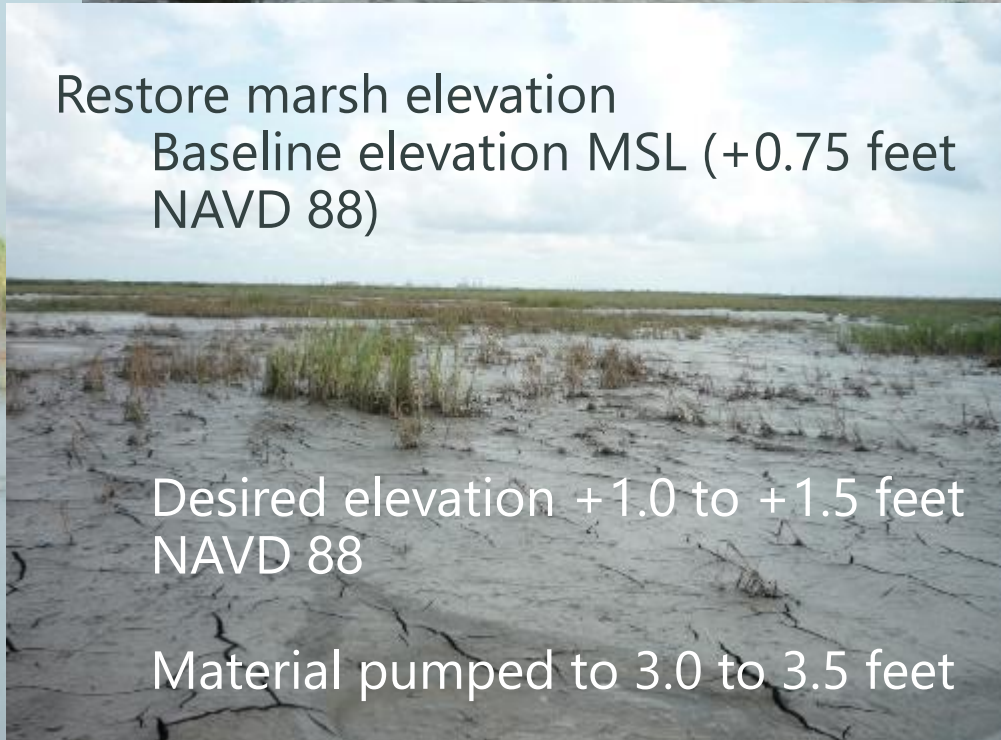 Restore marsh elevation
Baseline elevation MSL (+0.75 feet
NAVD 88)
Desired elevation +1.0 to +1.5 feet
NAVD 88
Material pumped to 3.0 to 3.5 feet